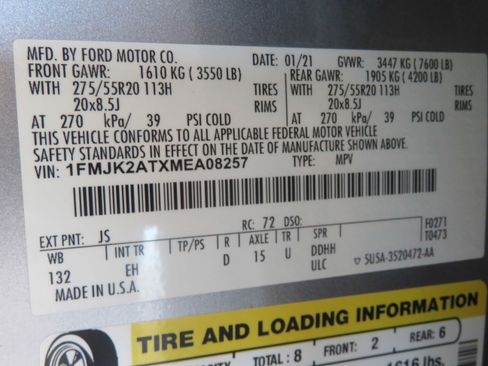 MFD. BY FORD MOTOR CO.
DATE: 01/21 GVWR: 3447 KG (7600 LB)
FRONT GAWR: 1610 KG (3550 LB) REAR GAWR: 1905 KG (4200 LB)
WITH 275/55R20 113H TIRES WITH 275/55R20 113H TIRES
20x8.5J RIMS 20x8.5J RIMS
AT 270 kPa/ 39 PSI COLD AT 270 kPa/ 39 PSI COLD
THIS VEHICLE CONFORMS TO ALL APPLICABLE FEDERAL MOTOR VEHICLE
SAFETY STANDARDS IN EFFECT ON THE DATE OF MANUFACTURE SHOWN ABOVE.
VIN: 1FMJK2ATXMEA08257 TYPE: MPV
EXT PNT: JS RC: 72 DSO: F0271
WB INT TR TP/PS R AXLE TR SPR T0473
132 EH D 15 U DDHH
ULC ▽ 5U5A-3520472-AA
MADE IN U.S.A.
TIRE AND LOADING INFORMATION
TOTAL: 8 FRONT: 2 REAR: 6
lbs.